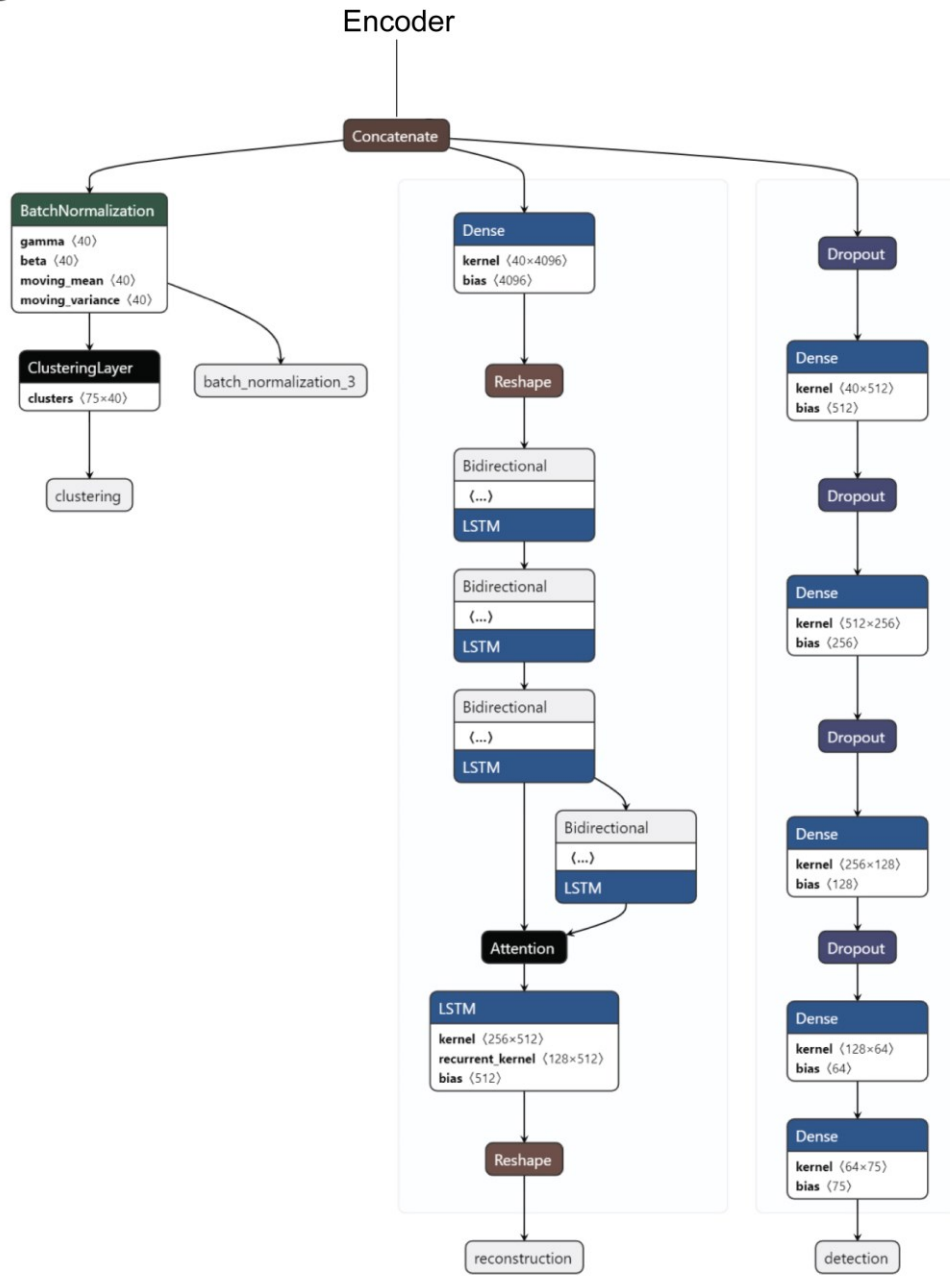 Encoder
Concatenate
BatchNormalization
gamma ⟨40⟩
beta ⟨40⟩
moving_mean ⟨40⟩
moving_variance ⟨40⟩
ClusteringLayer
clusters ⟨75×40⟩
batch_normalization_3
clustering
Dense
kernel ⟨40×4096⟩
bias ⟨4096⟩
Reshape
Bidirectional
⟨...⟩
LSTM
Bidirectional
⟨...⟩
LSTM
Bidirectional
⟨...⟩
LSTM
Bidirectional
⟨...⟩
LSTM
Attention
LSTM
kernel ⟨256×512⟩
recurrent_kernel ⟨128×512⟩
bias ⟨512⟩
Reshape
reconstruction
Dropout
Dense
kernel ⟨40×512⟩
bias ⟨512⟩
Dropout
Dense
kernel ⟨512×256⟩
bias ⟨256⟩
Dropout
Dense
kernel ⟨256×128⟩
bias ⟨128⟩
Dropout
Dense
kernel ⟨128×64⟩
bias ⟨64⟩
Dense
kernel ⟨64×75⟩
bias ⟨75⟩
detection